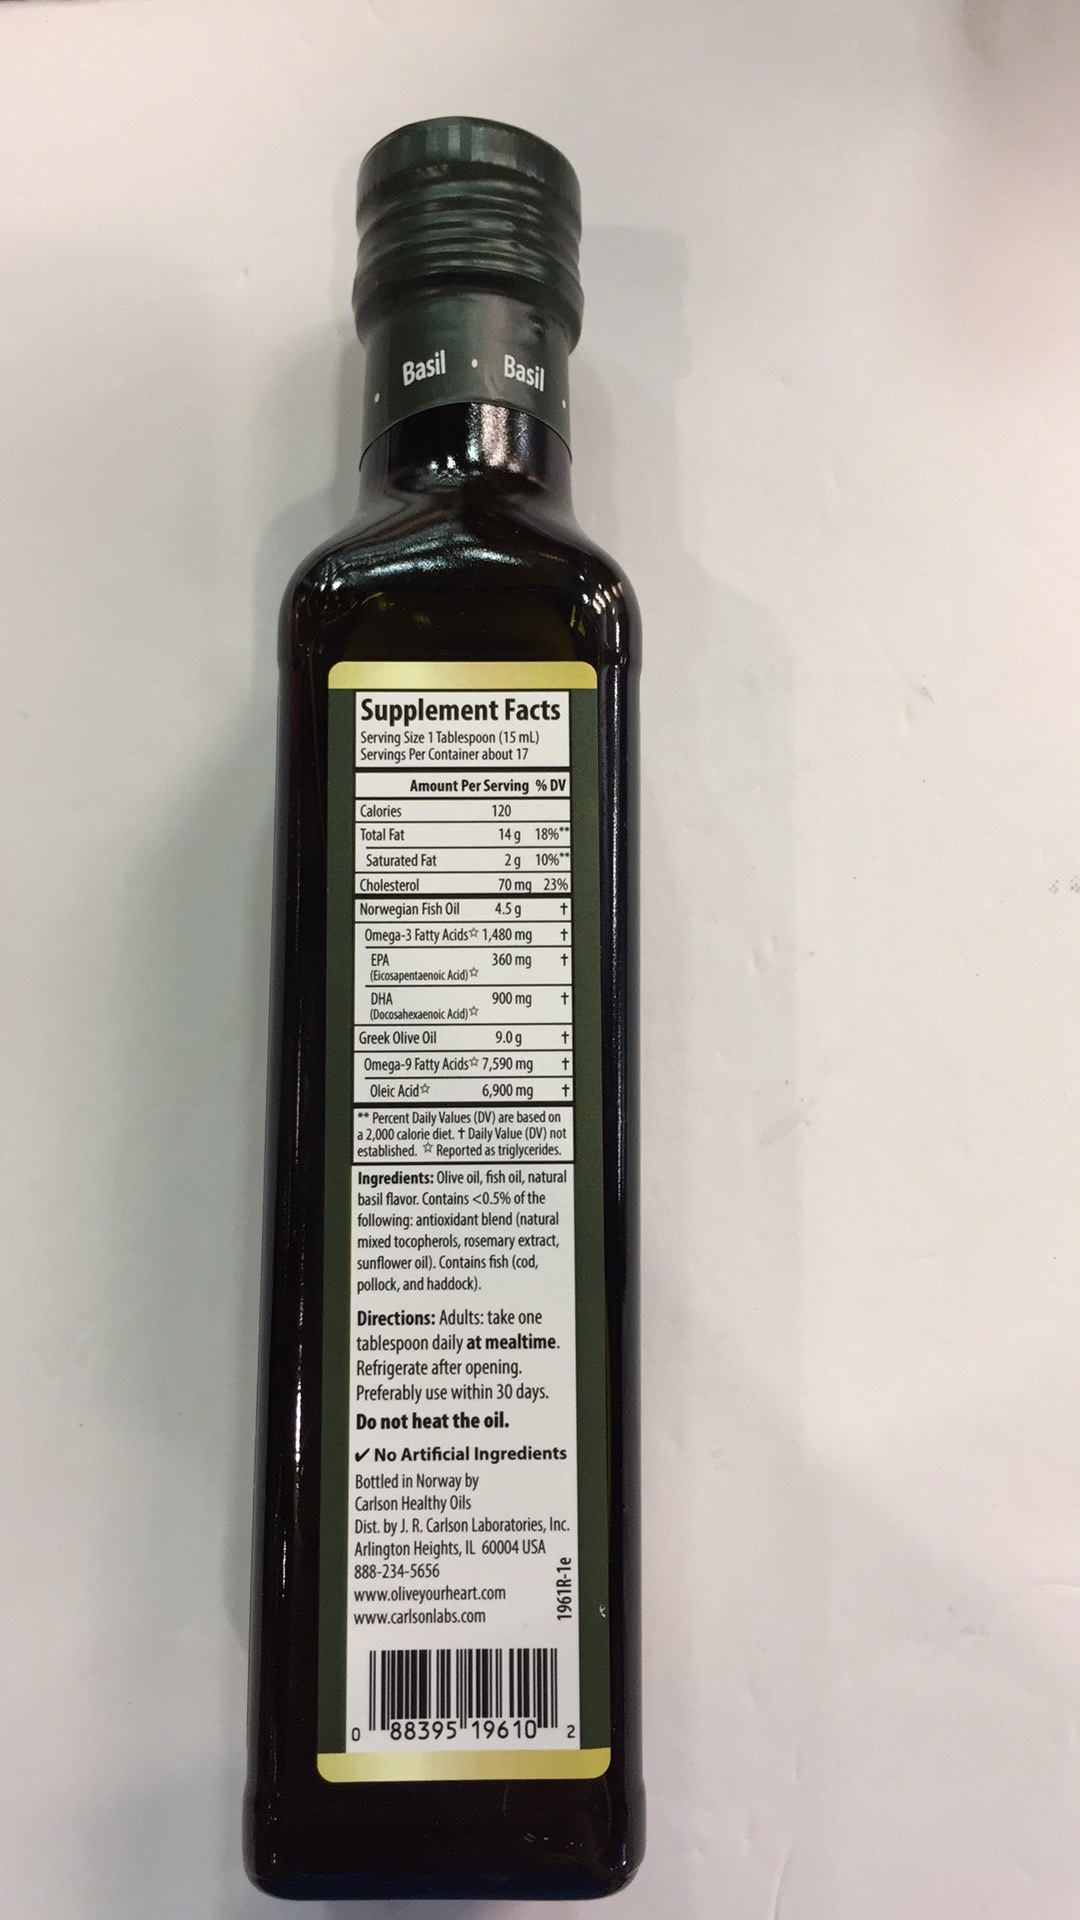 Basil • Basil
Supplement Facts
Serving Size 1 Tablespoon (15 mL)
Servings Per Container about 17
Amount Per Serving % DV
Calories 120
Total Fat 14 g 18%**
Saturated Fat 2 g 10%**
Cholesterol 70 mg 23%
Norwegian Fish Oil 4.5 g †
Omega-3 Fatty Acids☆ 1,480 mg †
EPA 360 mg †
(Eicosapentaenoic Acid)☆
DHA 900 mg †
(Docosahexaenoic Acid)☆
Greek Olive Oil 9.0 g †
Omega-9 Fatty Acids☆ 7,590 mg †
Oleic Acid☆ 6,900 mg †
** Percent Daily Values (DV) are based on
a 2,000 calorie diet. † Daily Value (DV) not
established. ☆ Reported as triglycerides.
Ingredients: Olive oil, fish oil, natural
basil flavor. Contains <0.5% of the
following: antioxidant blend (natural
mixed tocopherols, rosemary extract,
sunflower oil). Contains fish (cod,
pollock, and haddock).
Directions: Adults: take one
tablespoon daily at mealtime.
Refrigerate after opening.
Preferably use within 30 days.
Do not heat the oil.
✔ No Artificial Ingredients
Bottled in Norway by
Carlson Healthy Oils
Dist. by J. R. Carlson Laboratories, Inc.
Arlington Heights, IL 60004 USA
888-234-5656
www.oliveyourheart.com
www.carlsonlabs.com
1961R-1e
0 88395 19610 2